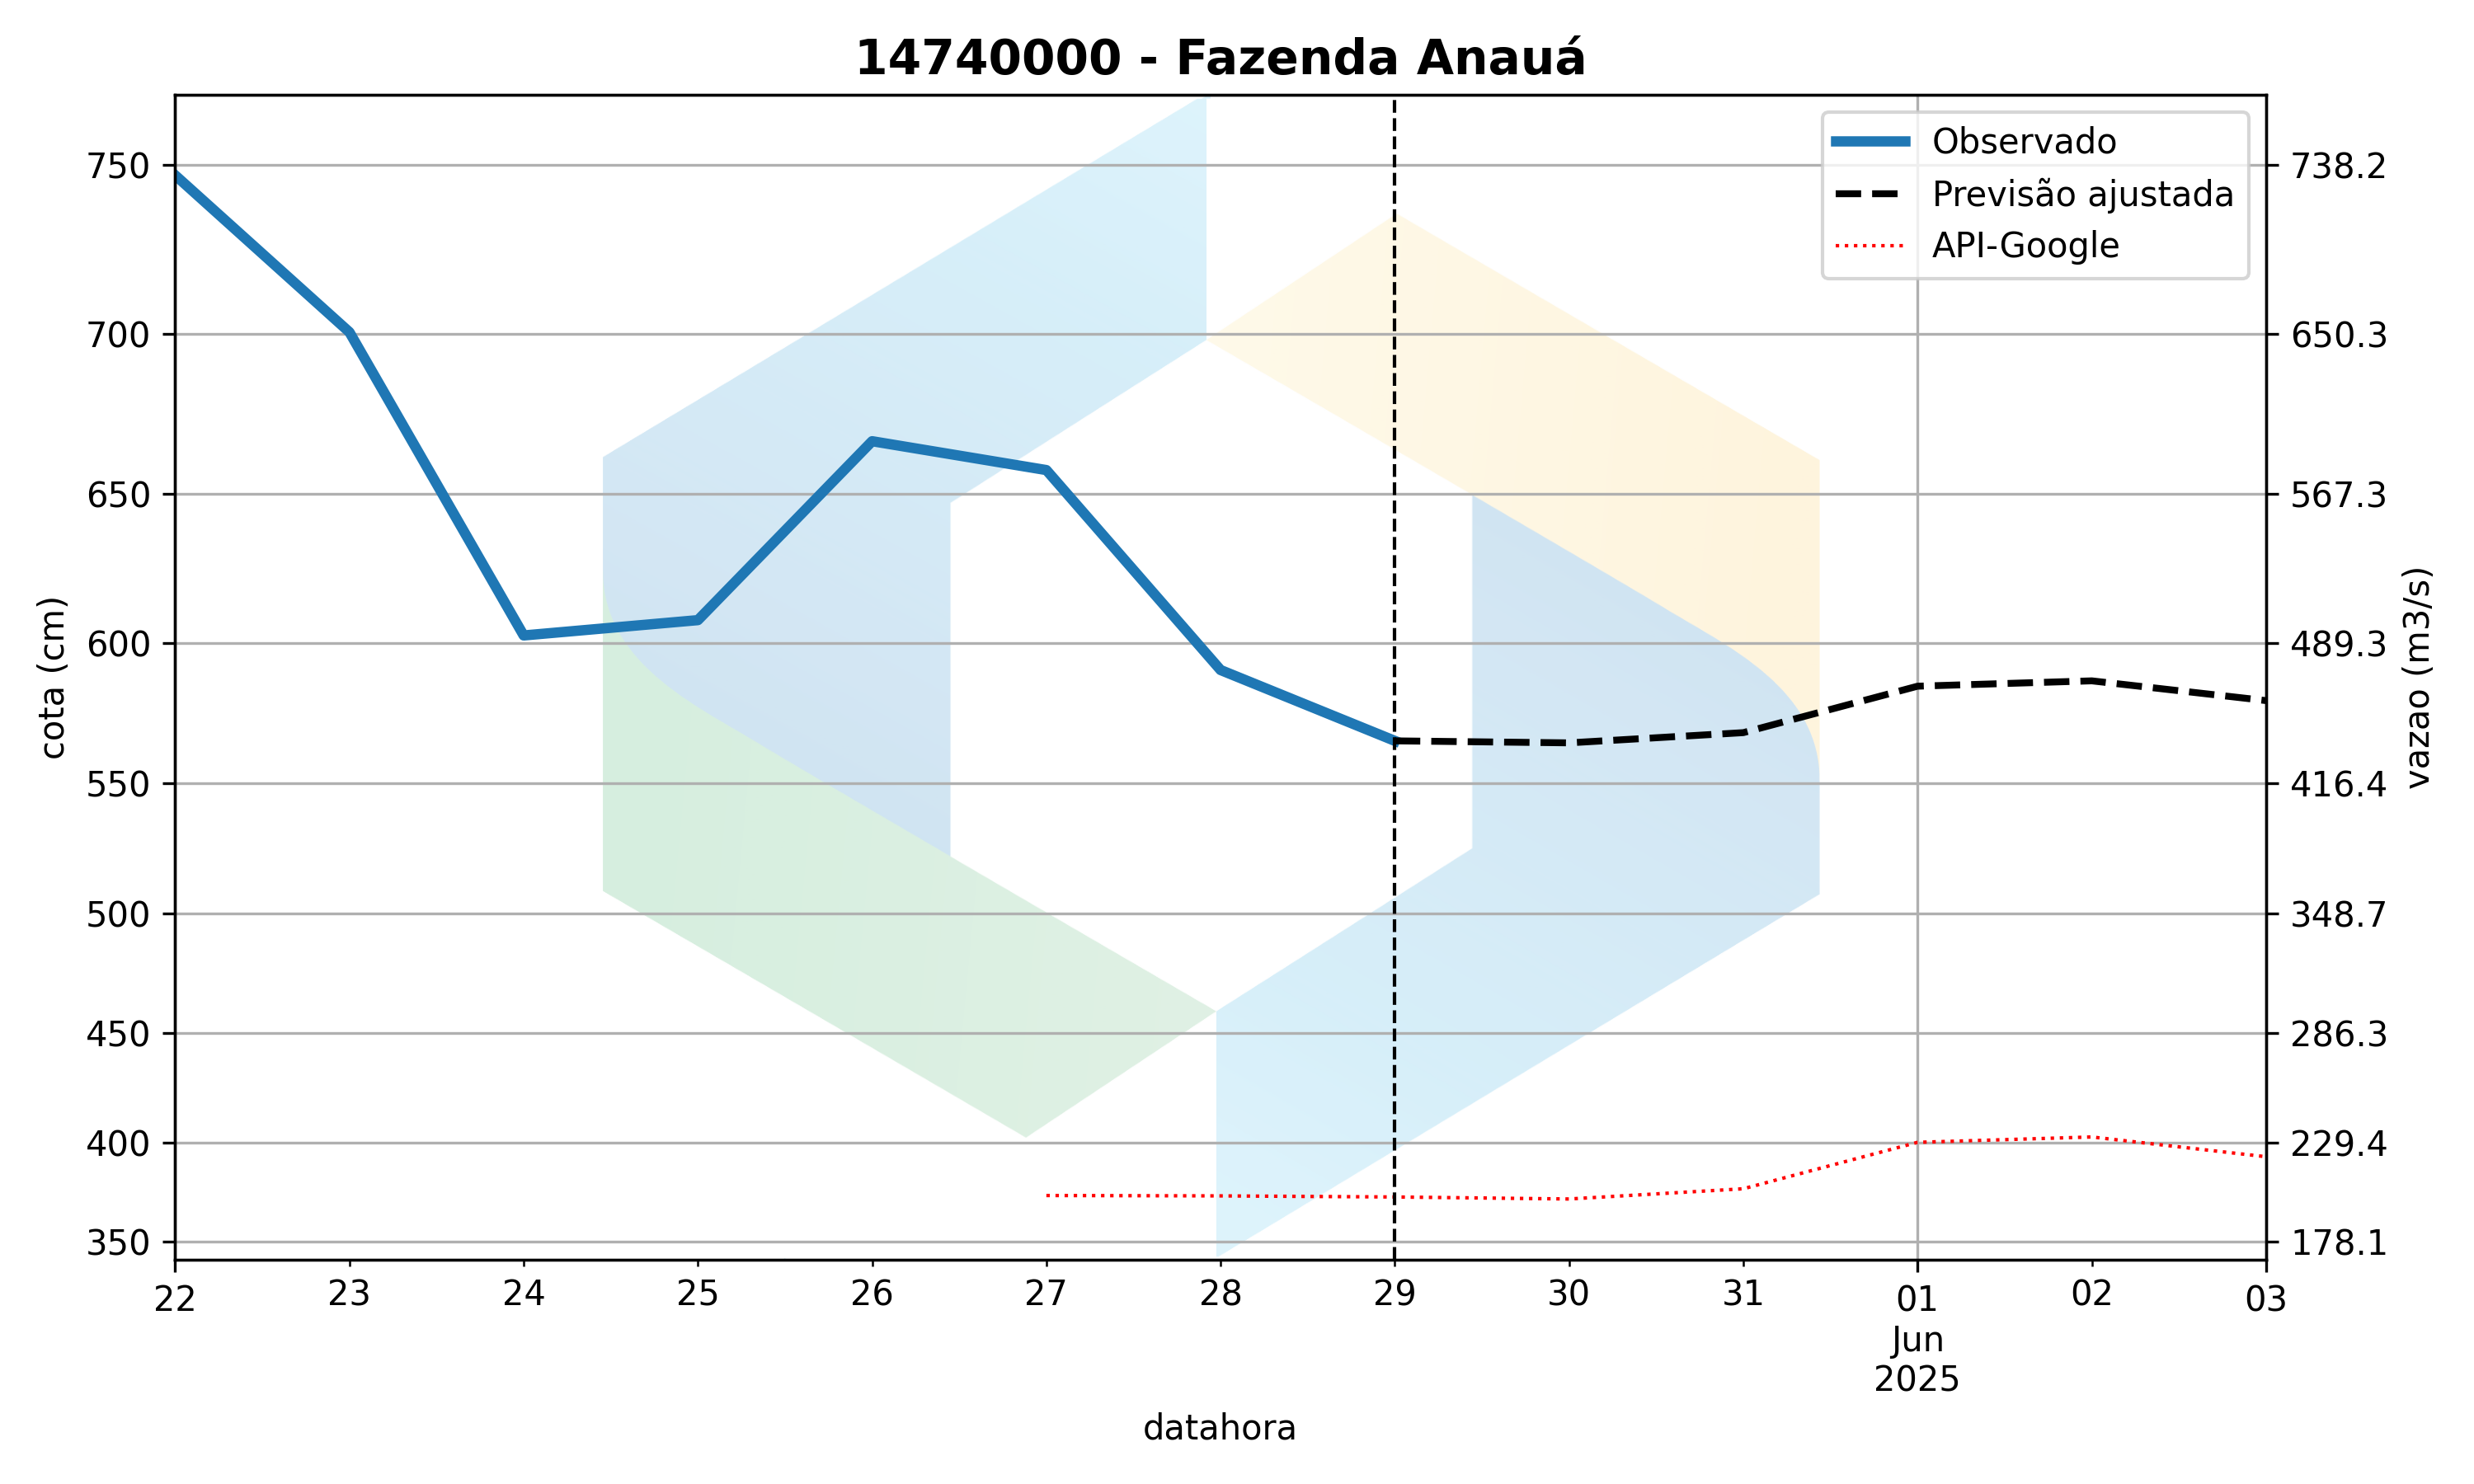 14740000 - Fazenda Anauá
Observado
Previsão ajustada
API-Google
cota (cm)
750
700
650
600
550
500
450
400
350
738.2
650.3
567.3
489.3
416.4
348.7
286.3
229.4
178.1
vazao (m3/s)
22 23 24 25 26 27 28 29 30 31 01 02 03
Jun
2025
datahora